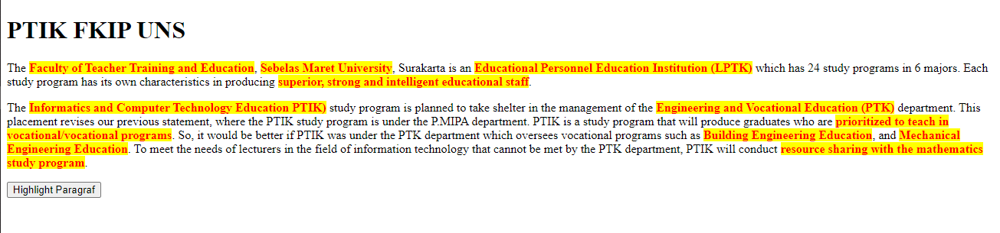 PTIK FKIP UNS
The Faculty of Teacher Training and Education, Sebelas Maret University, Surakarta is an Educational Personnel Education Institution (LPTK) which has 24 study programs in 6 majors. Each
study program has its own characteristics in producing superior, strong and intelligent educational staff.
The Informatics and Computer Technology Education PTIK) study program is planned to take shelter in the management of the Engineering and Vocational Education (PTK) department. This
placement revises our previous statement, where the PTIK study program is under the P.MIPA department. PTIK is a study program that will produce graduates who are prioritized to teach in
vocational/vocational programs. So, it would be better if PTIK was under the PTK department which oversees vocational programs such as Building Engineering Education, and Mechanical
Engineering Education. To meet the needs of lecturers in the field of information technology that cannot be met by the PTK department, PTIK will conduct resource sharing with the mathematics
study program.
Highlight Paragraf